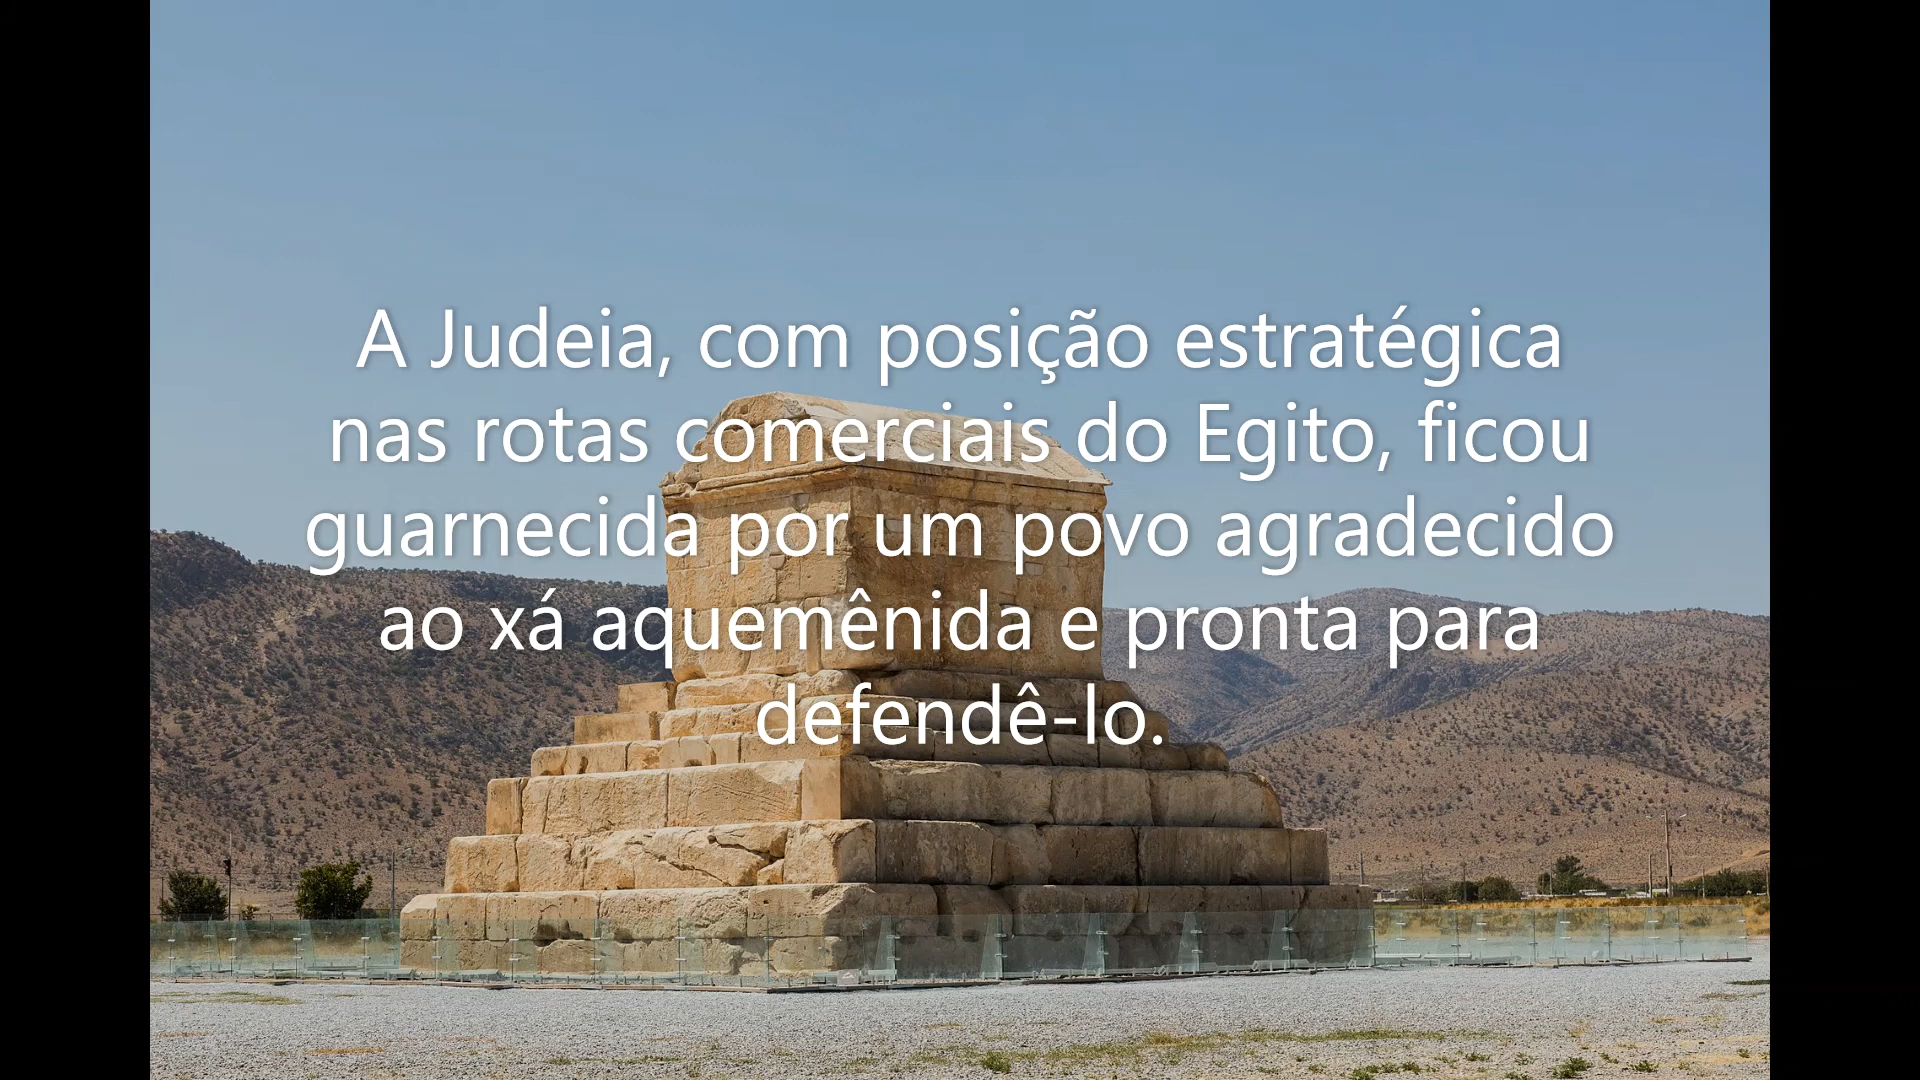 A Judeia, com posição estratégica
nas rotas comerciais do Egito, ficou
guarnecida por um povo agradecido
ao xá aquemênida e pronta para
defendê-lo.